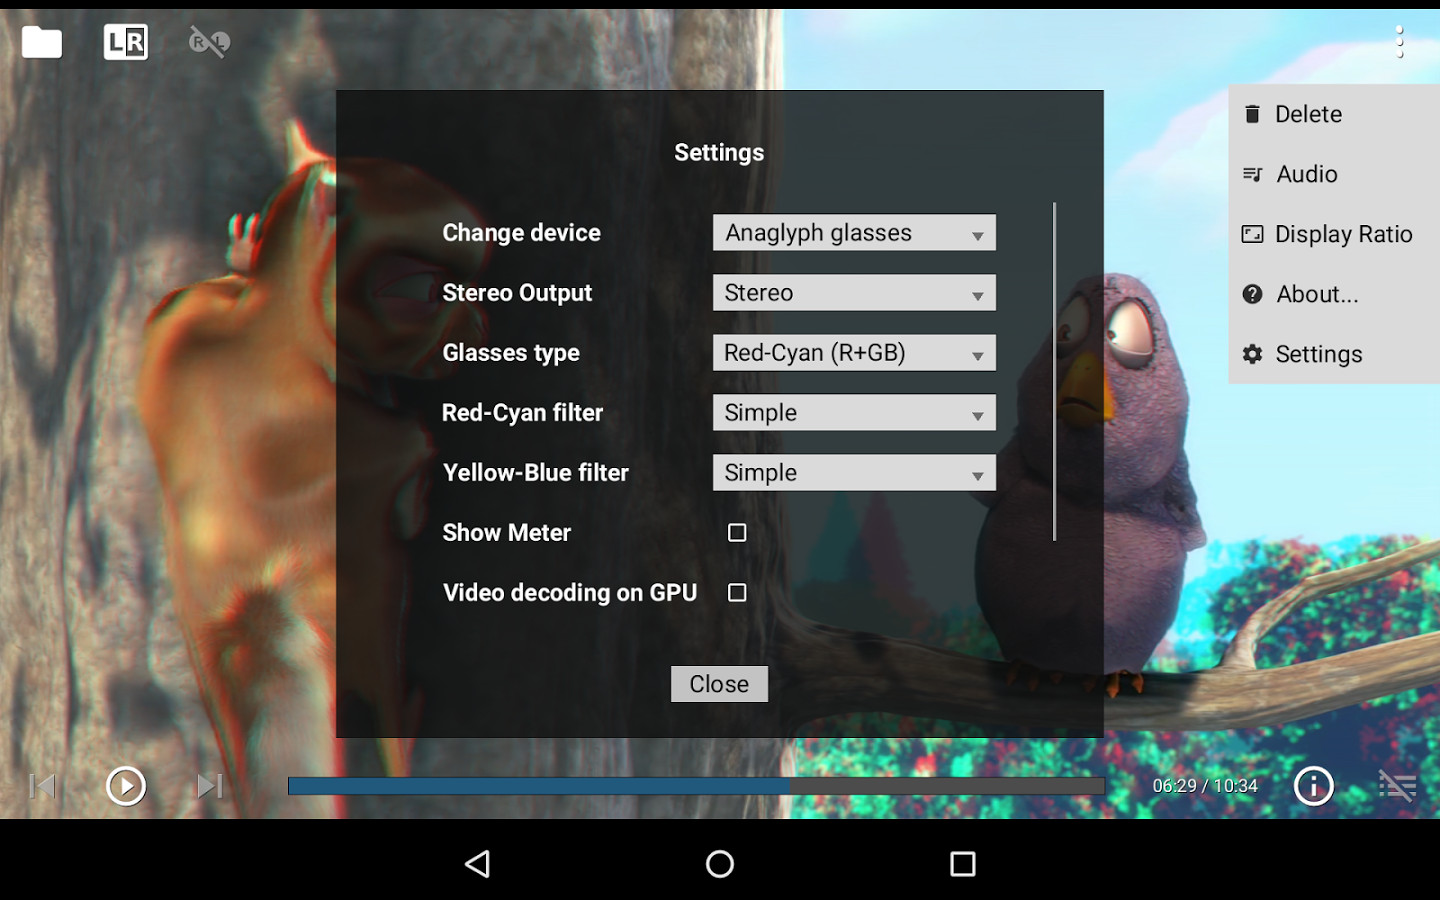 LR
RL
Delete
Audio
Display Ratio
About...
Settings
Settings
Change device Anaglyph glasses
Stereo Output Stereo
Glasses type Red-Cyan (R+GB)
Red-Cyan filter Simple
Yellow-Blue filter Simple
Show Meter
Video decoding on GPU
Close
06:29 / 10:34